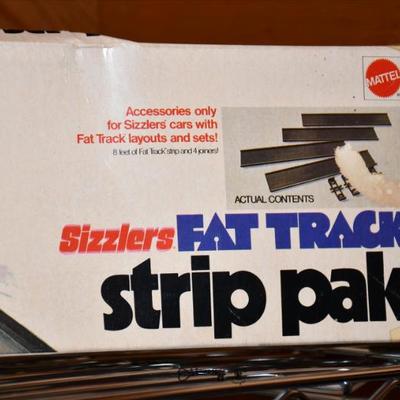 MATTEL
Accessories only
for Sizzlers® cars with
Fat Track® layouts and sets!
8 feet of Fat Track® strip and 4 joiners!
ACTUAL CONTENTS
Sizzlers® FAT TRACK
strip pak